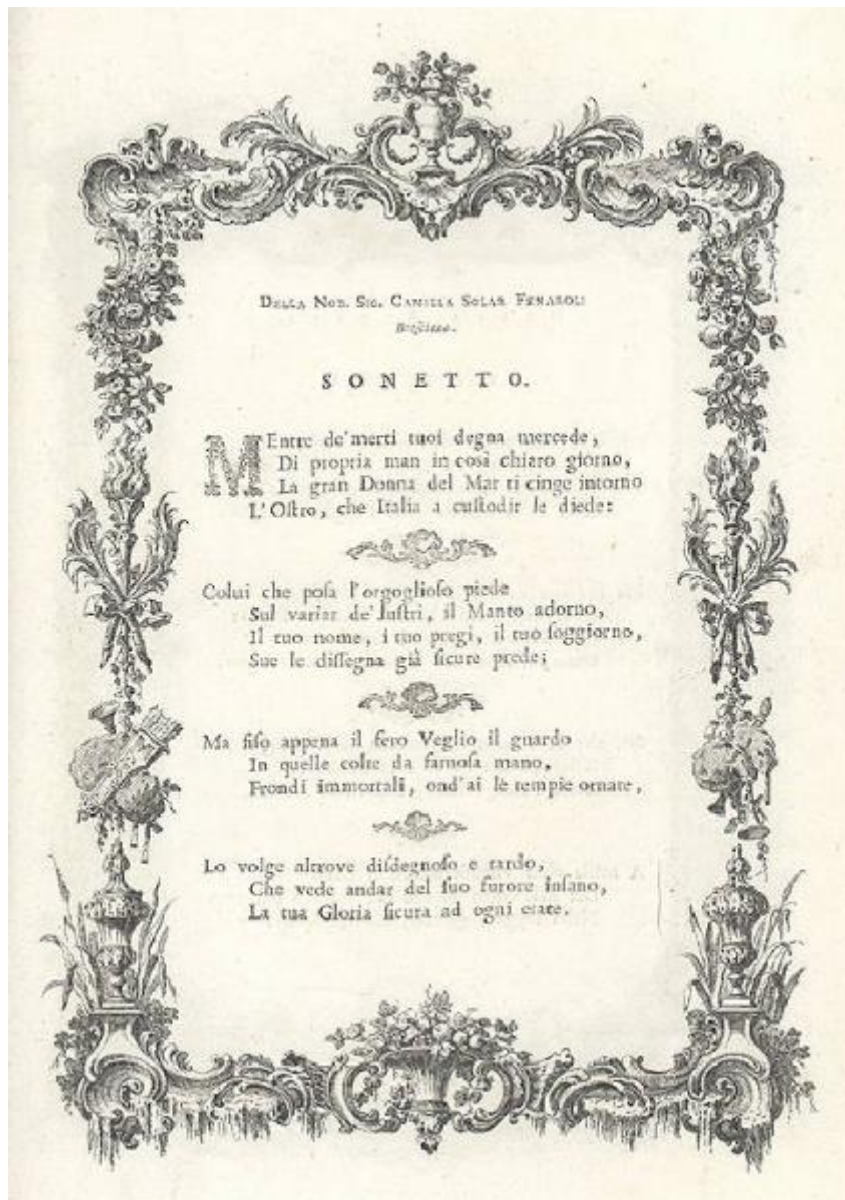 DELLA NOB. SIG. CAMILLA SOLAR FENAROLI
Bresciana.
SONETTO.
MEntre de' merti tuoi degna mercede,
Di propria man in così chiaro giorno,
La gran Donna del Mar ti cinge intorno
L'Oſtro, che Italia a cuſtodir le diede:
Colui che poſa l'orgoglioſo piede
Sul variar de' luſtri, il Manto adorno,
Il tuo nome, i tuo pregi, il tuo ſoggiorno,
Sue le diſſegna già ſicure prede;
Ma fiſo appena il fero Veglio il guardo
In quelle colte da famoſa mano,
Frondi immortali, ond'ai le tempie ornate,
Lo volge altrove diſdegnoſo e tardo,
Che vede andar del ſuo furore inſano,
La tua Gloria ſicura ad ogni etate.